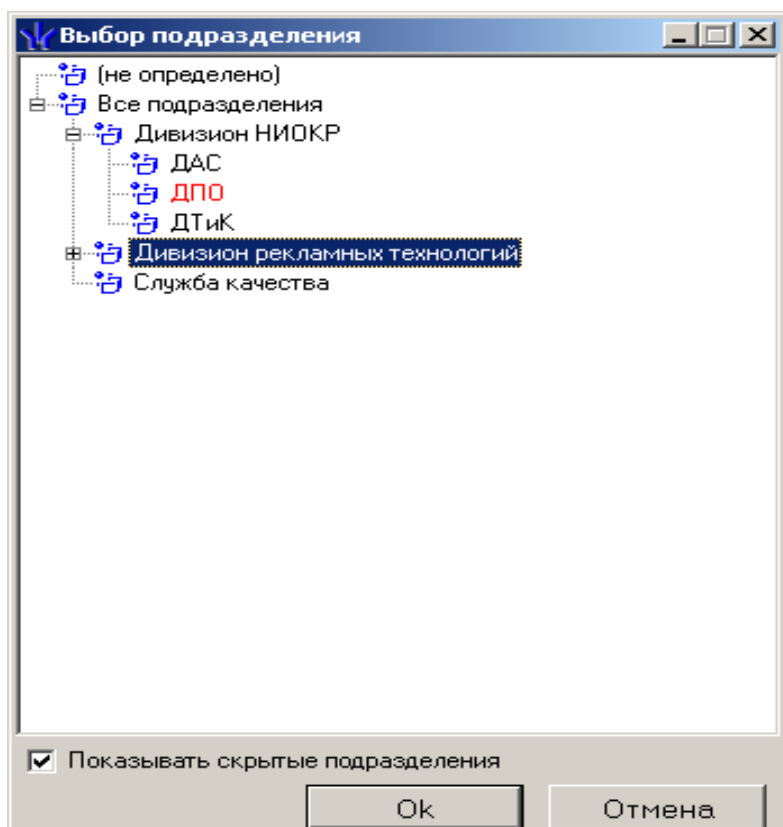 Выбор подразделения
(не определено)
Все подразделения
Дивизион НИОКР
ДАС
ДПО
ДТиК
Дивизион рекламных технологий
Служба качества
Показывать скрытые подразделения
Ok
Отмена